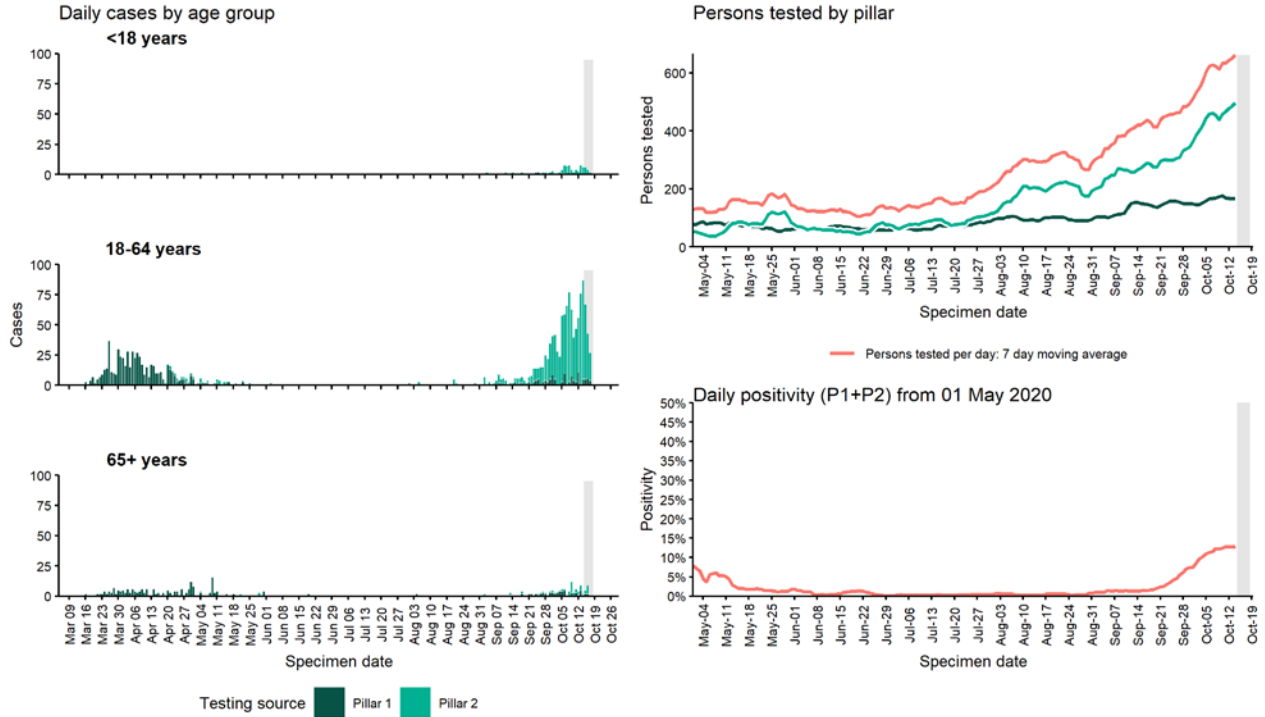 Daily cases by age group
<18 years
100
75
50
25
0
18-64 years
100
75
50
25
0
Cases
65+ years
100
75
50
25
0
Mar 09 Mar 16 Mar 23 Mar 30 Apr 06 Apr 13 Apr 20 Apr 27 May 04 May 11 May 18 May 25 Jun 01 Jun 08 Jun 15 Jun 22 Jun 29 Jul 06 Jul 13 Jul 20 Jul 27 Aug 03 Aug 10 Aug 17 Aug 24 Aug 31 Sep 07 Sep 14 Sep 21 Sep 28 Oct 05 Oct 12 Oct 19 Oct 26
Specimen date
Testing source Pillar 1 Pillar 2
Persons tested by pillar
Persons tested
600
400
200
0
May-04 May-11 May-18 May-25 Jun-01 Jun-08 Jun-15 Jun-22 Jun-29 Jul-06 Jul-13 Jul-20 Jul-27 Aug-03 Aug-10 Aug-17 Aug-24 Aug-31 Sep-07 Sep-14 Sep-21 Sep-28 Oct-05 Oct-12 Oct-19
Specimen date
Persons tested per day: 7 day moving average
Daily positivity (P1+P2) from 01 May 2020
Positivity
50%
45%
40%
35%
30%
25%
20%
15%
10%
5%
0%
May-04 May-11 May-18 May-25 Jun-01 Jun-08 Jun-15 Jun-22 Jun-29 Jul-06 Jul-13 Jul-20 Jul-27 Aug-03 Aug-10 Aug-17 Aug-24 Aug-31 Sep-07 Sep-14 Sep-21 Sep-28 Oct-05 Oct-12 Oct-19
Specimen date